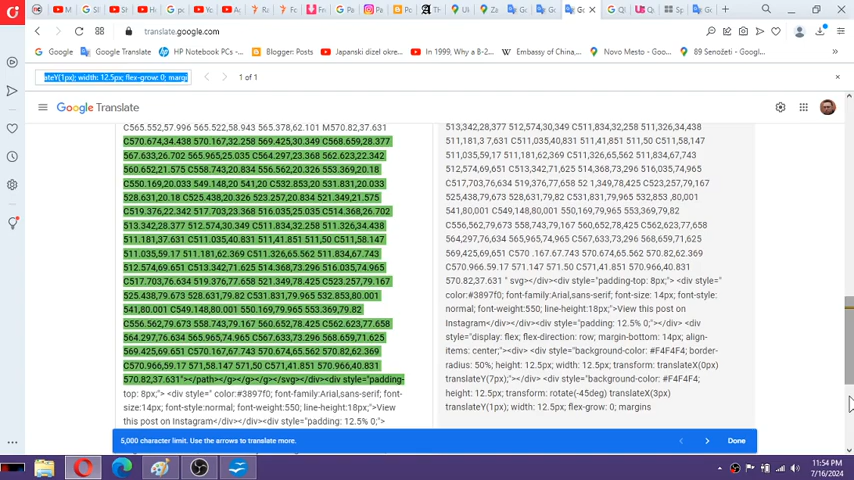 translate.google.com
Google
Google Translate
HP Notebook PCs
Blogger: Posts
Japanski dizel okre...
In 1999, Why a B-2...
Embassy of China,...
Novo Mesto - Goog...
89 Senožeti - Goog...
ateY(1px); width: 12.5px; flex-grow: 0; margi
1 of 1
Google Translate
C565.552,57.996 565.522,58.943 565.378,62.101 M570.82,37.631
C570.674,34.438 570.167,32.258 569.425,30.349 C568.659,28.377
567.633,26.702 565.965,25.035 C564.297,23.368 562.623,22.342
560.652,21.575 C558.743,20.834 556.562,20.326 553.369,20.18
C550.169,20.033 549.148,20 541,20 C532.853,20 531.831,20.033
528.631,20.18 C525.438,20.326 523.257,20.834 521.349,21.575
C519.376,22.342 517.703,23.368 516.035,25.035 C514.368,26.702
513.342,28.377 512.574,30.349 C511.834,32.258 511.326,34.438
511.181,37.631 C511.035,40.831 511,41.851 511,50 C511,58.147
511.035,59.17 511.181,62.369 C511.326,65.562 511.834,67.743
512.574,69.651 C513.342,71.625 514.368,73.296 516.035,74.965
C517.703,76.634 519.376,77.658 521.349,78.425 C523.257,79.167
525.438,79.673 528.631,79.82 C531.831,79.965 532.853,80.001
541,80.001 C549.148,80.001 550.169,79.965 553.369,79.82
C556.562,79.673 558.743,79.167 560.652,78.425 C562.623,77.658
564.297,76.634 565.965,74.965 C567.633,73.296 568.659,71.625
569.425,69.651 C570.167,67.743 570.674,65.562 570.82,62.369
C570.966,59.17 571,58.147 571,50 C571,41.851 570.966,40.831
570.82,37.631"></path></g></g></g></svg></div><div style="padding-
top: 8px;"> <div style=" color:#3897f0; font-family:Arial,sans-serif; font-
size:14px; font-style:normal; font-weight:550; line-height:18px;">View
this post on Instagram</div></div><div style="padding: 12.5% 0;">
513,342,28,377 512,574,30,349 C511,834,32,258 511,326,34,438
511,181,3 7,631 C511,035,40,831 511,41,851 511,50 C511,58,147
511,035,59,17 511,181,62,369 C511,326,65,562 511,834,67,743
512,574,69,651 C513,342,71,625 514,368,73,296 516,035,74,965
C517,703,76,634 519,376,77,658 52 1,349,78,425 C523,257,79,167
525,438,79,673 528,631,79,82 C531,831,79,965 532,853 ,80,001
541,80,001 C549,148,80,001 550,169,79,965 553,369,79,82
C556,562,79,673 558,743,79,167 560,652,78,425 C562,623,77,658
564,297,76,634 565,965,74,965 C567,633,73,296 568,659,71,625
569,425,69,651 C570 .167.67.743 570.674,65.562 570.82,62.369
C570.966.59.17 571.147 571.50 C571,41.851 570.966,40.831
570.82 37,631 " svg></div><div style="padding-top: 8px;"> <div style="
color:#3897f0; font-family:Arial,sans-serif; font-size: 14px; font-style:
normal; font-weight:550; line-height:18px;">View this post on
Instagram</div></div><div style="padding: 12.5% 0;"></div> <div
style="display: flex; flex-direction: row; margin-bottom: 14px; align-
items: center;"><div> <div style="background-color: #F4F4F4; border-
radius: 50%; height: 12.5px; width: 12.5px; transform: translateX(0px)
translateY(7px);"></div> <div style="background-color: #F4F4F4;
height: 12.5px; transform: rotate(-45deg) translateX(3px)
translateY(1px); width: 12.5px; flex-grow: 0; margins
5,000 character limit. Use the arrows to translate more.
Done
11:54 PM
7/16/2024